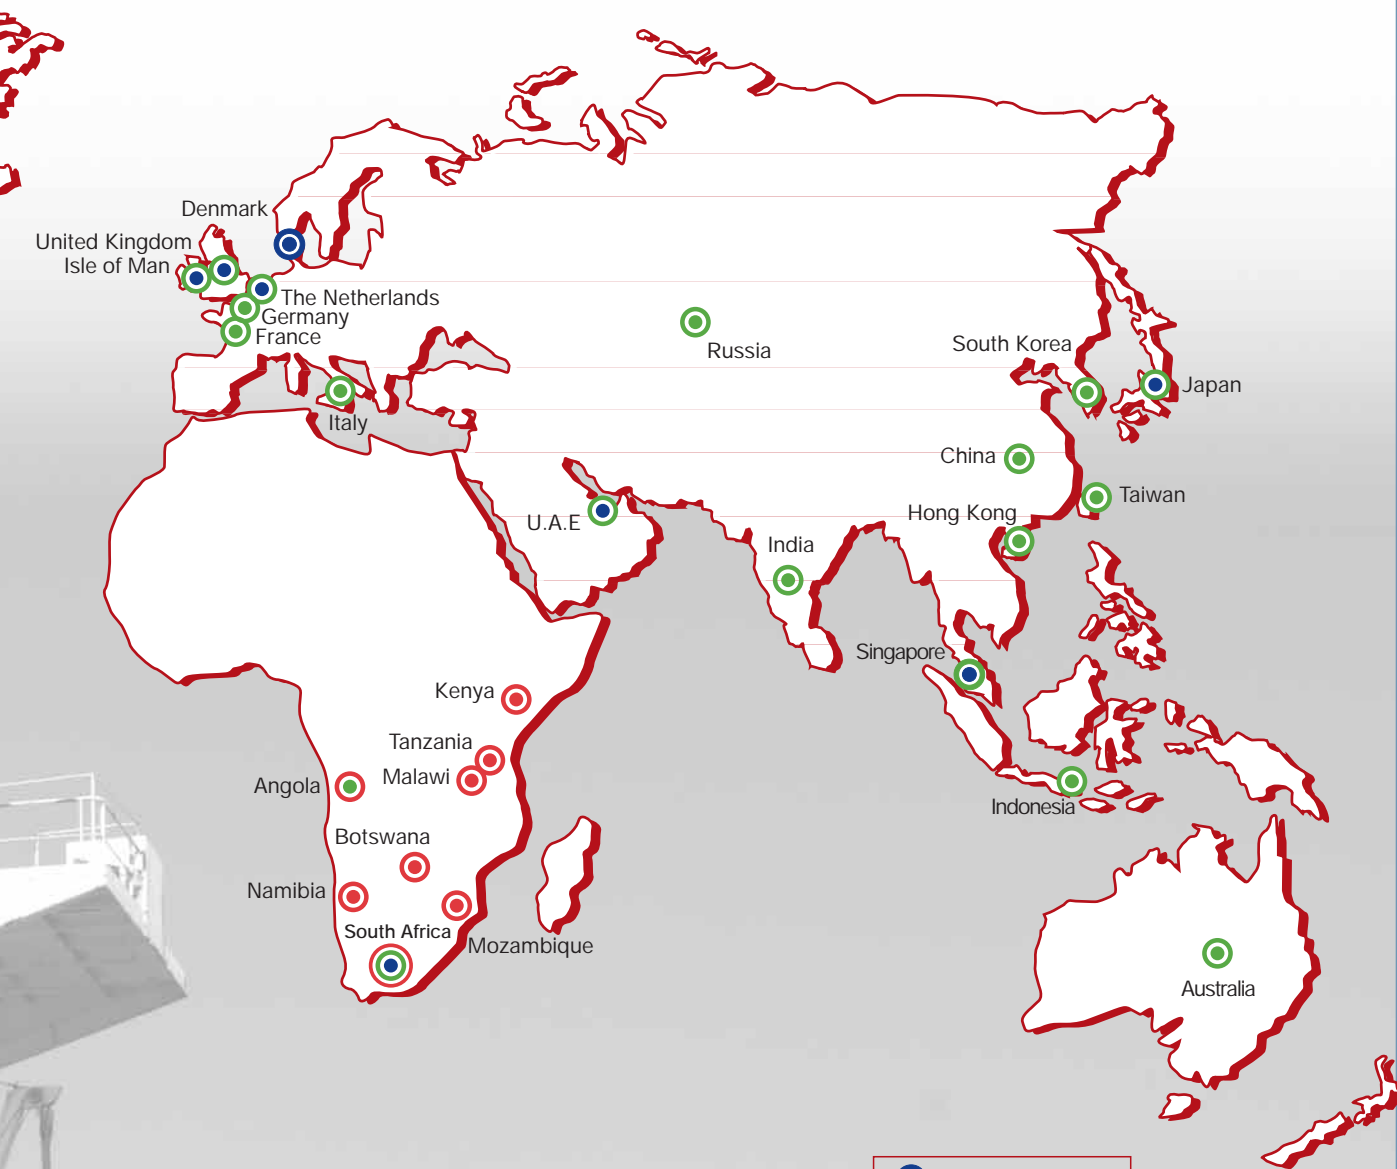 Denmark
United Kingdom
Isle of Man
The Netherlands
Germany
France
Italy
Russia
South Korea
Japan
China
Taiwan
Hong Kong
U.A.E
India
Singapore
Kenya
Tanzania
Malawi
Angola
Indonesia
Botswana
Namibia
South Africa
Mozambique
Australia